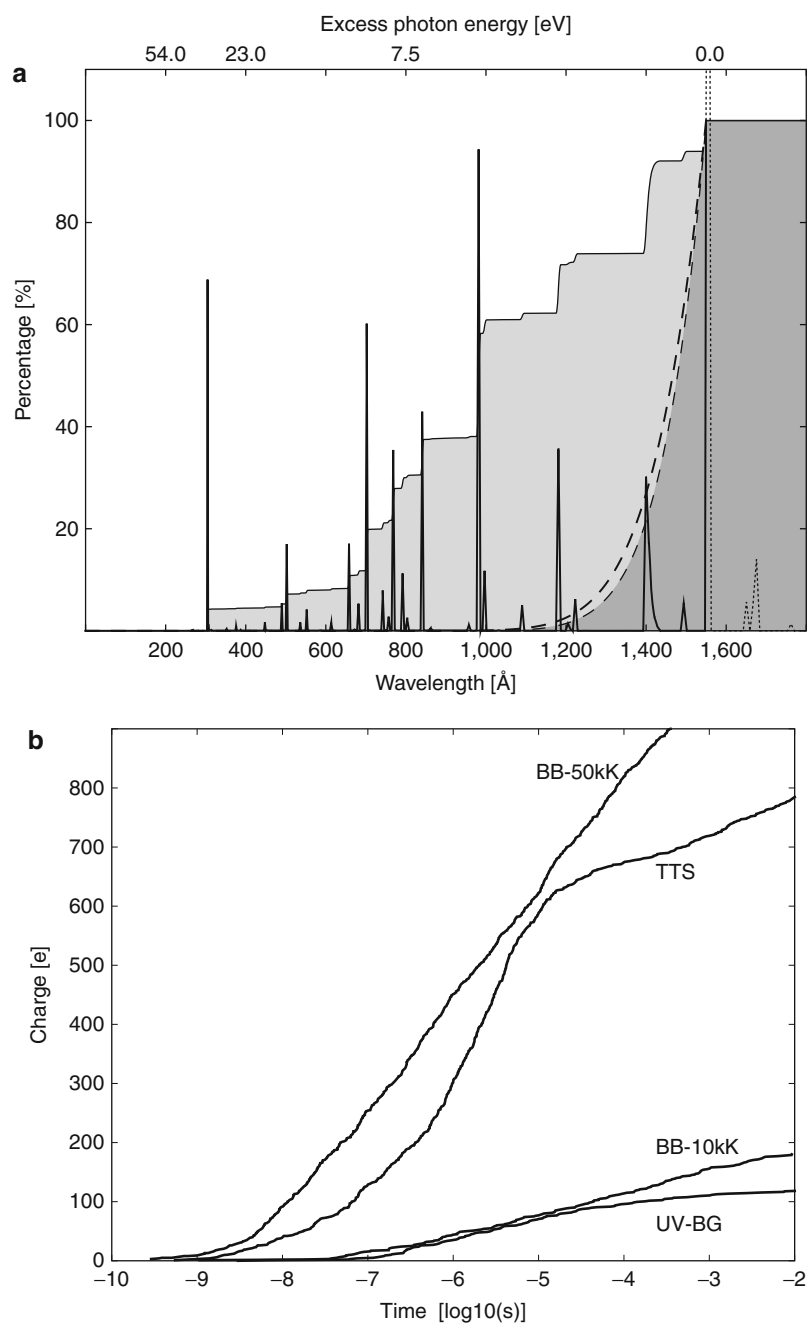 Excess photon energy [eV]
54.0 23.0 7.5 0.0
a
100
80
60
40
20
Percentage [%]
200 400 600 800 1,000 1,200 1,400 1,600
Wavelength [Å]
b
800
700
600
500
400
300
200
100
0
Charge [e]
BB-50kK
TTS
BB-10kK
UV-BG
−10 −9 −8 −7 −6 −5 −4 −3 −2
Time [log10(s)]